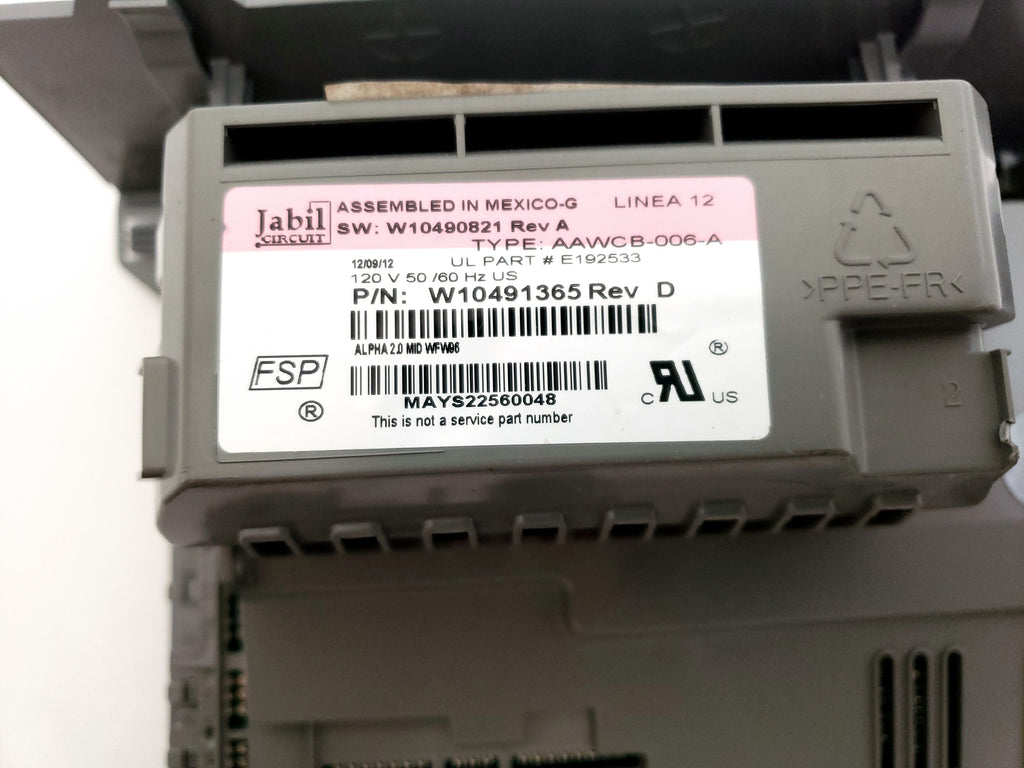 Jabil
CIRCUIT
ASSEMBLED IN MEXICO-G LINEA 12
SW: W10490821 Rev A
TYPE: AAWCB-006-A
12/09/12 UL PART # E192533
120 V 50 /60 Hz US
P/N: W10491365 Rev D
ALPHA 2.0 MID WFW96
FSP
®
MAYS22560048
This is not a service part number
C RU US
®
>PPE-FR<
2